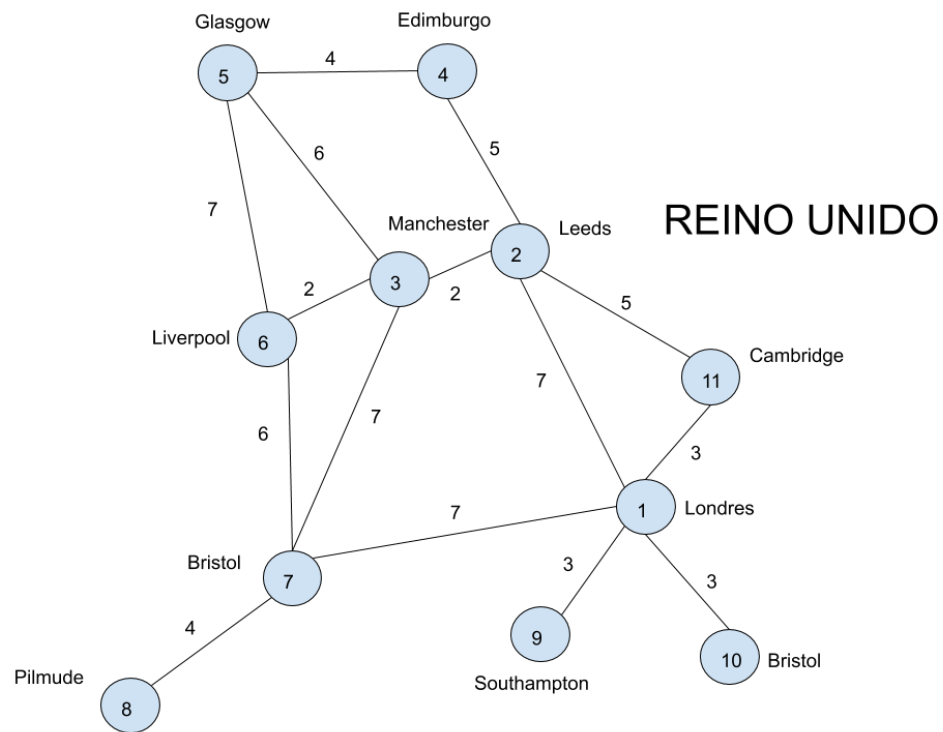 Glasgow
Edimburgo
4
5
4
5
6
7
Manchester
Leeds
REINO UNIDO
2
3
2
2
5
Liverpool
6
Cambridge
11
7
7
6
3
7
1
Londres
Bristol
7
3
3
4
9
10
Bristol
Pilmude
Southampton
8